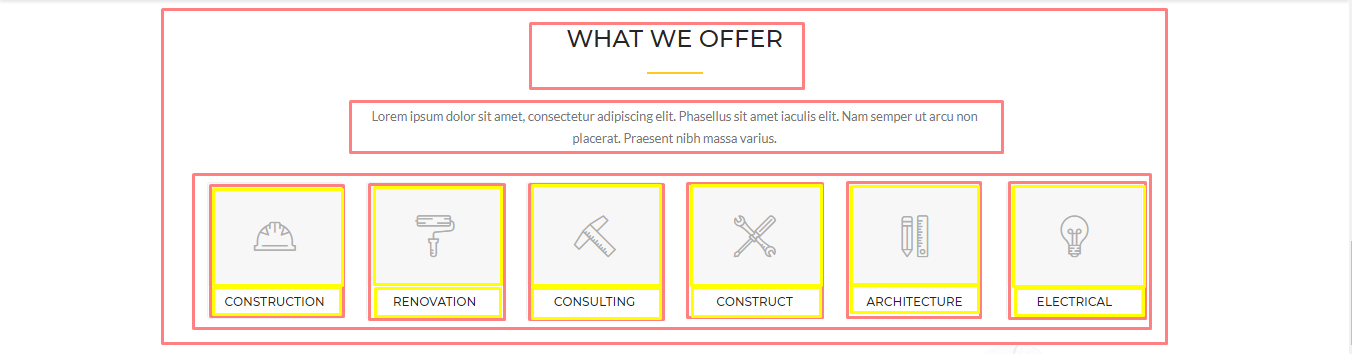 WHAT WE OFFER
Lorem ipsum dolor sit amet, consectetur adipiscing elit. Phasellus sit amet iaculis elit. Nam semper ut arcu non
placerat. Praesent nibh massa varius.
CONSTRUCTION
RENOVATION
CONSULTING
CONSTRUCT
ARCHITECTURE
ELECTRICAL